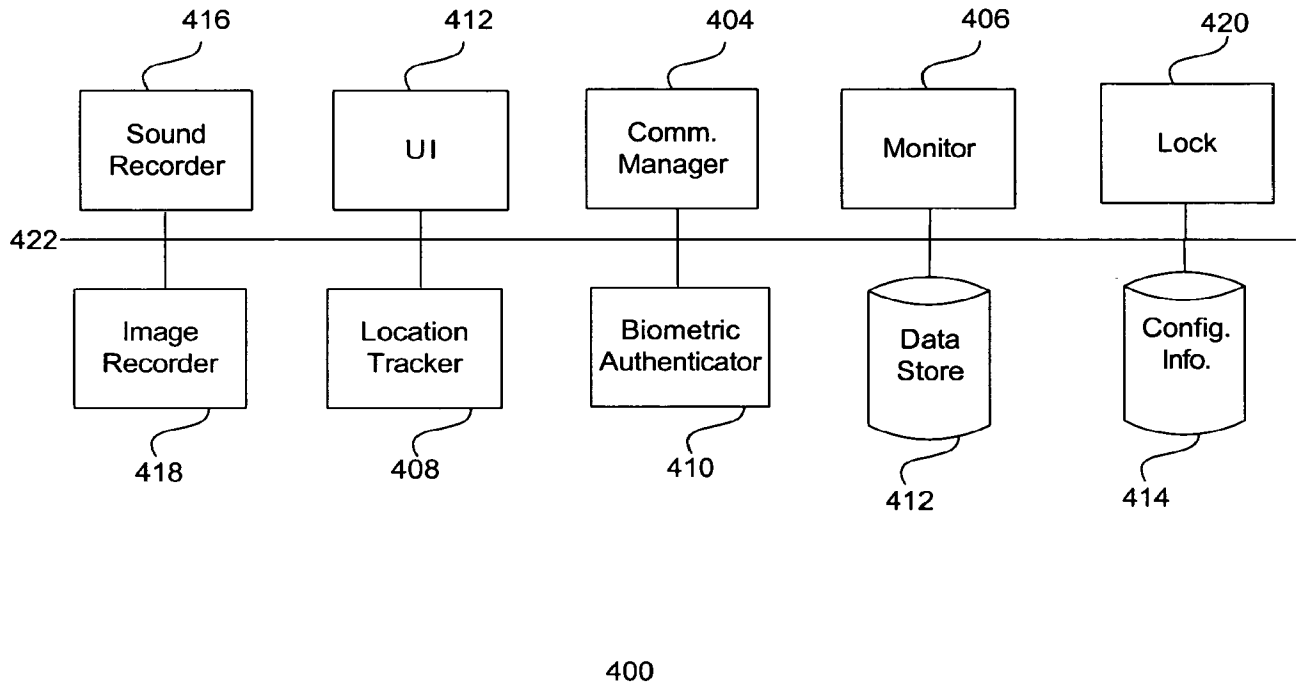 416
412
404
406
420
Sound
Recorder
UI
Comm.
Manager
Monitor
Lock
422
Image
Recorder
Location
Tracker
Biometric
Authenticator
Data
Store
Config.
Info.
418
408
410
412
414
400